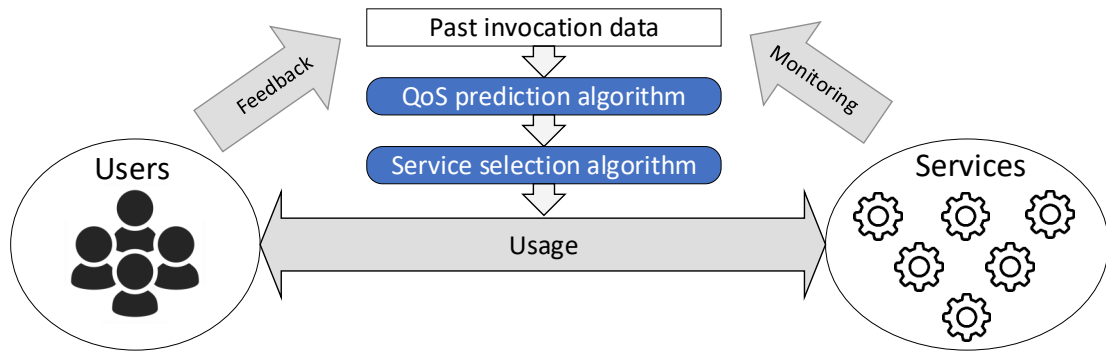 Past invocation data
Feedback
Monitoring
QoS prediction algorithm
Service selection algorithm
Users
Services
Usage